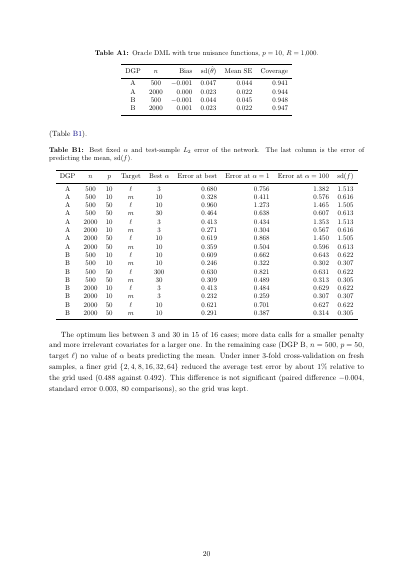 Table A1: Oracle DML with true nuisance functions, p = 10, R = 1,000.
DGP n Bias sd(θ̂) Mean SE Coverage
A 500 −0.001 0.047 0.044 0.941
A 2000 0.000 0.023 0.022 0.944
B 500 −0.001 0.044 0.045 0.948
B 2000 0.001 0.023 0.022 0.947
(Table B1).
Table B1: Best fixed α and test-sample L₂ error of the network. The last column is the error of
predicting the mean, sd(f).
DGP n p Target Best α Error at best Error at α = 1 Error at α = 100 sd(f)
A 500 10 ℓ 3 0.680 0.756 1.382 1.513
A 500 10 m 10 0.328 0.411 0.576 0.616
A 500 50 ℓ 10 0.960 1.273 1.465 1.505
A 500 50 m 30 0.464 0.638 0.607 0.613
A 2000 10 ℓ 3 0.413 0.434 1.353 1.513
A 2000 10 m 3 0.271 0.304 0.567 0.616
A 2000 50 ℓ 10 0.619 0.868 1.450 1.505
A 2000 50 m 10 0.359 0.504 0.596 0.613
B 500 10 ℓ 10 0.609 0.662 0.643 0.622
B 500 10 m 10 0.246 0.322 0.302 0.307
B 500 50 ℓ 300 0.630 0.821 0.631 0.622
B 500 50 m 30 0.309 0.489 0.313 0.305
B 2000 10 ℓ 3 0.413 0.484 0.629 0.622
B 2000 10 m 3 0.232 0.259 0.307 0.307
B 2000 50 ℓ 10 0.621 0.701 0.627 0.622
B 2000 50 m 10 0.291 0.387 0.314 0.305
The optimum lies between 3 and 30 in 15 of 16 cases; more data calls for a smaller penalty
and more irrelevant covariates for a larger one. In the remaining case (DGP B, n = 500, p = 50,
target ℓ) no value of α beats predicting the mean. Under inner 3-fold cross-validation on fresh
samples, a finer grid {2, 4, 8, 16, 32, 64} reduced the average test error by about 1% relative to
the grid used (0.488 against 0.492). This difference is not significant (paired difference −0.004,
standard error 0.003, 80 comparisons), so the grid was kept.
20